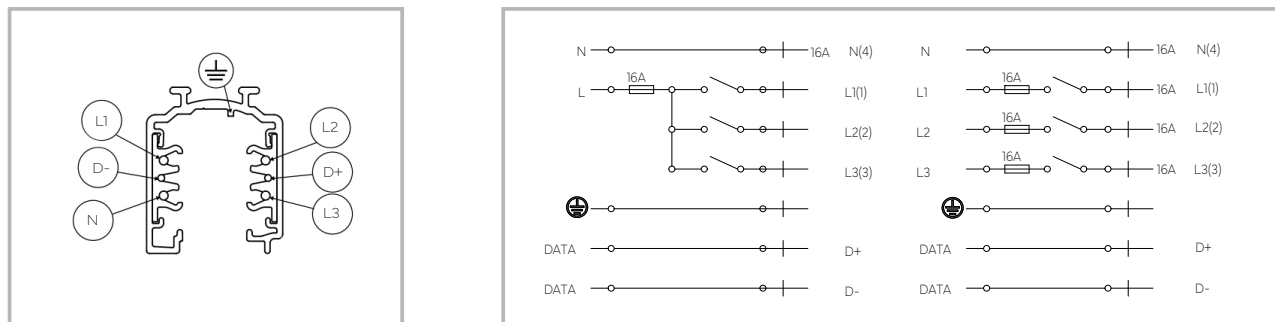 L1
L2
D-
D+
N
L3
N 16A N(4)
16A
L L1(1)
L2(2)
L3(3)
DATA D+
DATA D-
N 16A N(4)
16A
L1 16A L1(1)
16A
L2 16A L2(2)
16A
L3 16A L3(3)
DATA D+
DATA D-